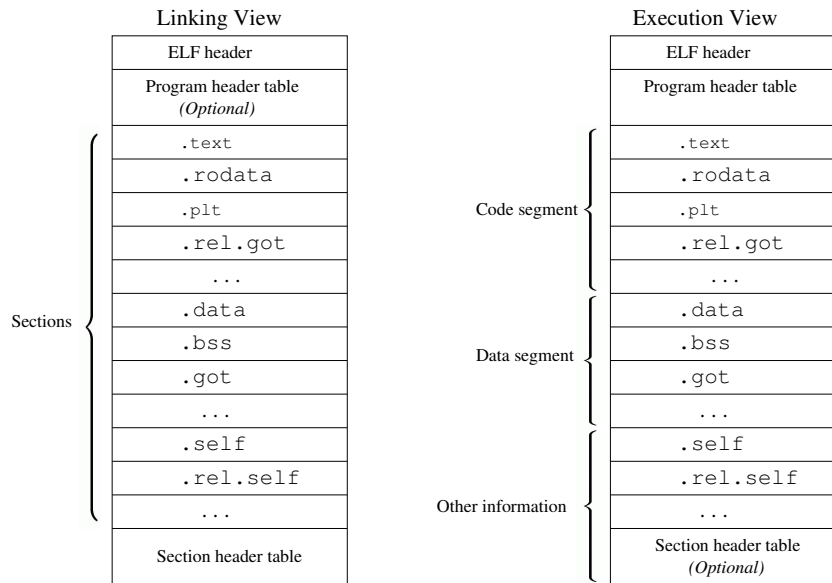 Linking View
ELF header
Program header table
(Optional)
.text
.rodata
.plt
.rel.got
...
.data
.bss
.got
...
.self
.rel.self
...
Section header table
Sections
Execution View
ELF header
Program header table
.text
.rodata
.plt
.rel.got
...
.data
.bss
.got
...
.self
.rel.self
...
Section header table
(Optional)
Code segment
Data segment
Other information